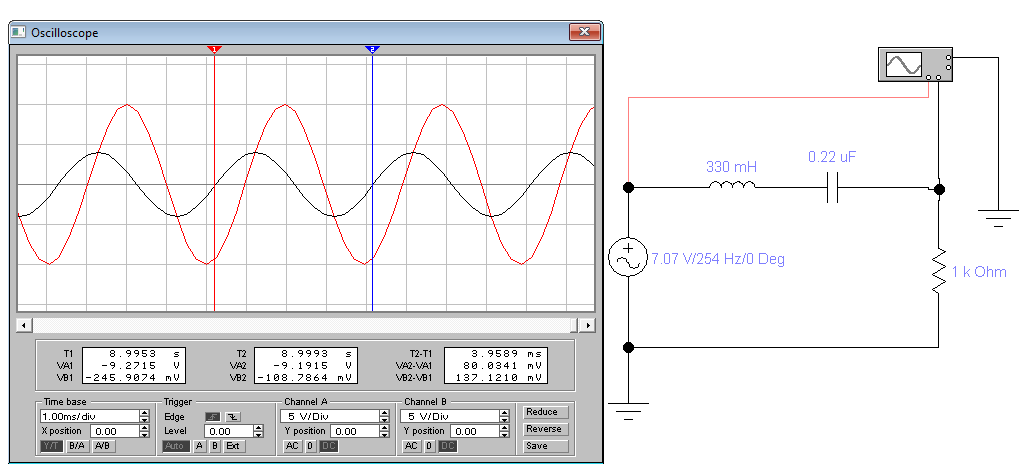 Oscilloscope
1
2
T1 8.9953 s
VA1 -9.2715 V
VB1 -245.9074 mV
T2 8.9993 s
VA2 -9.1915 V
VB2 -108.7864 mV
T2-T1 3.9589 ms
VA2-VA1 80.0341 mV
VB2-VB1 137.1210 mV
Time base
1.00ms/div
X position 0.00
Y/T B/A A/B
Trigger
Edge
Level 0.00
Auto A B Ext
Channel A
5 V/Div
Y position 0.00
AC 0 DC
Channel B
5 V/Div
Y position 0.00
AC 0 DC
Reduce
Reverse
Save
330 mH
0.22 uF
7.07 V/254 Hz/0 Deg
1 k Ohm